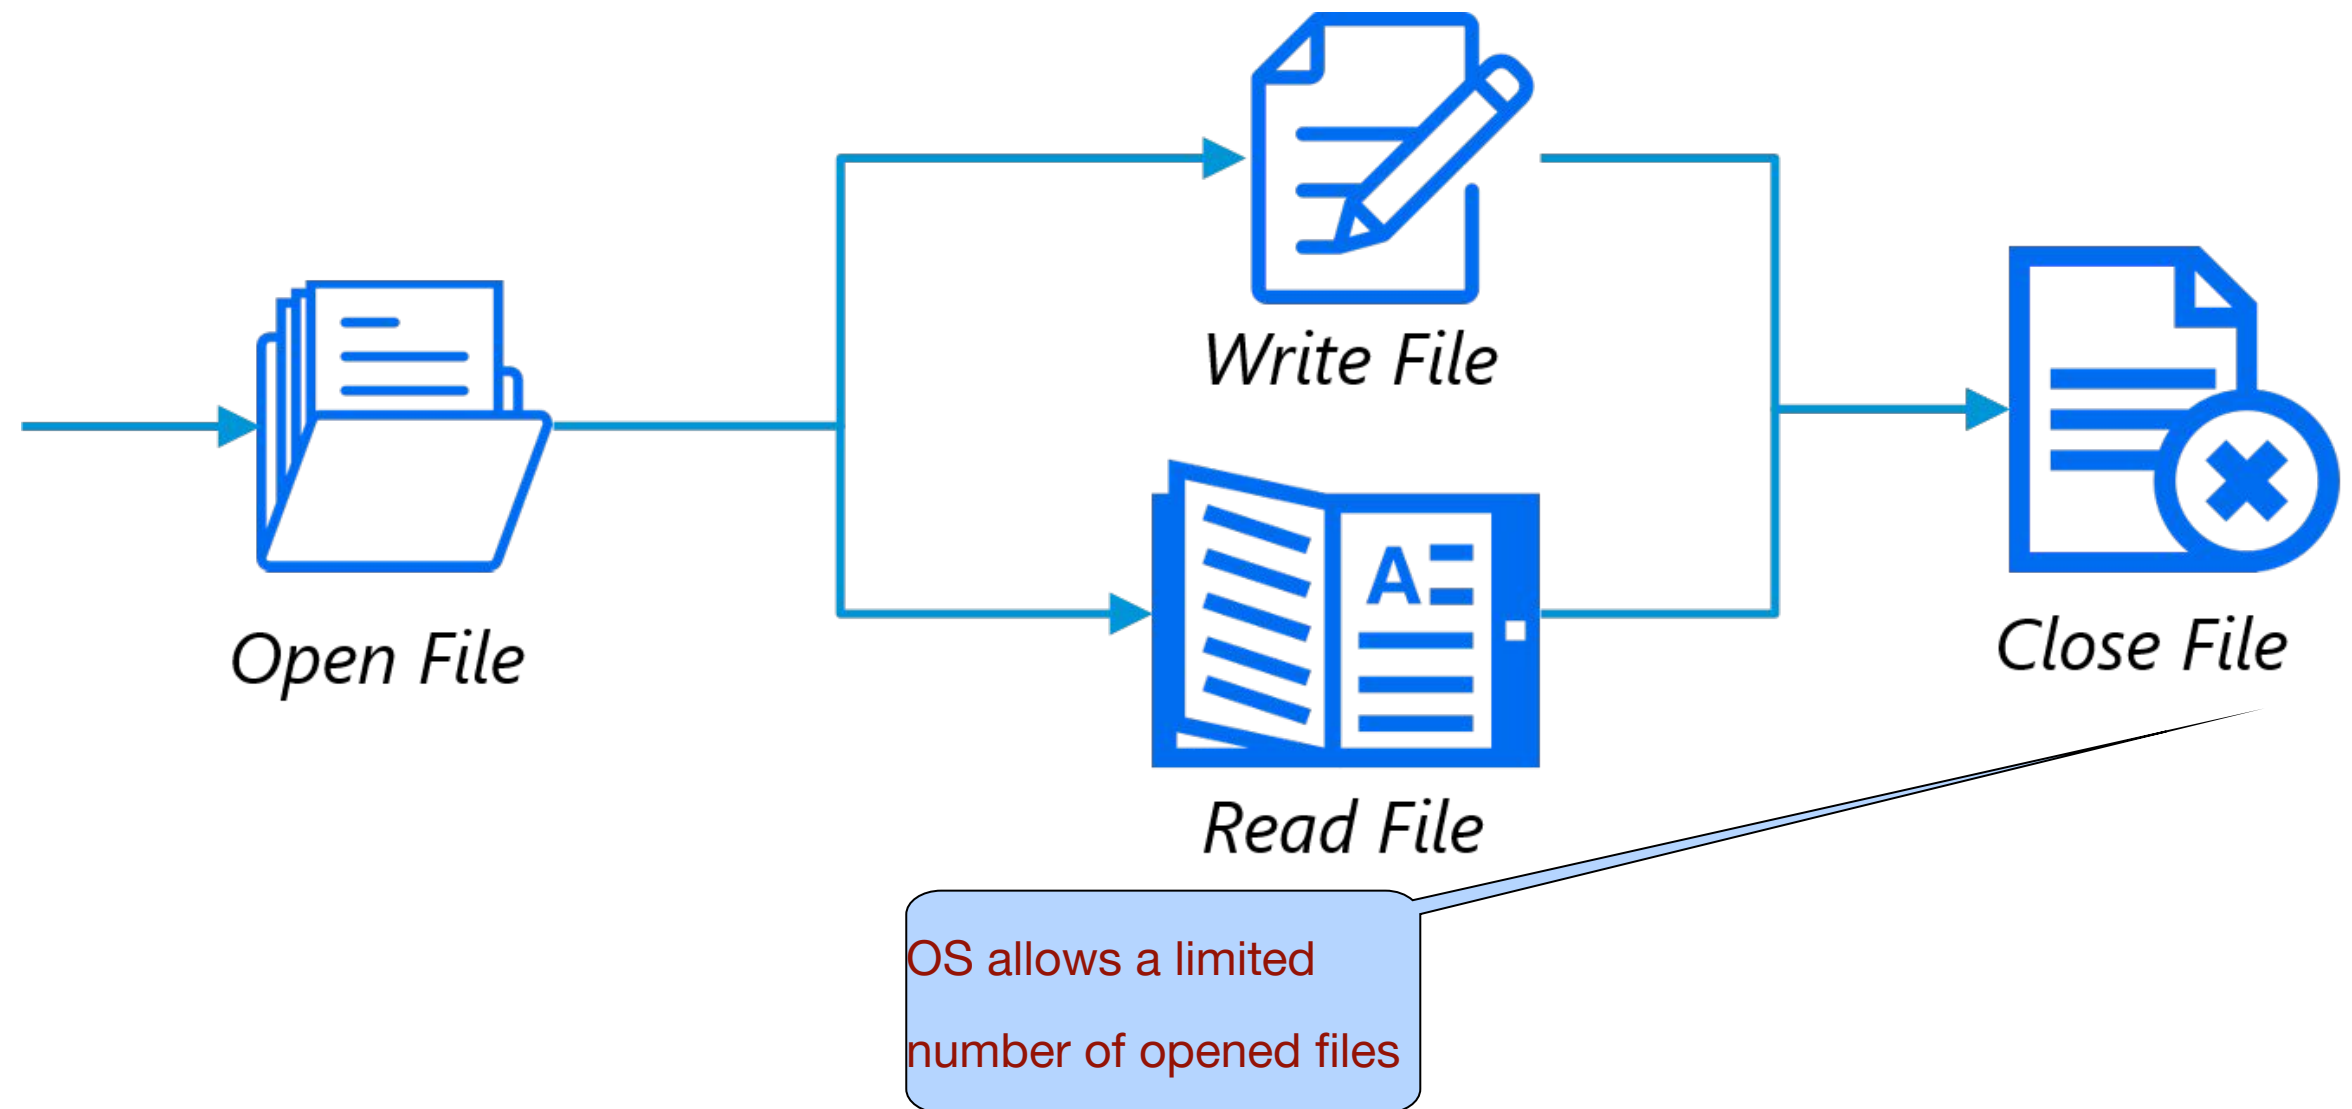 Write File
Open File
Close File
Read File
OS allows a limited
number of opened files